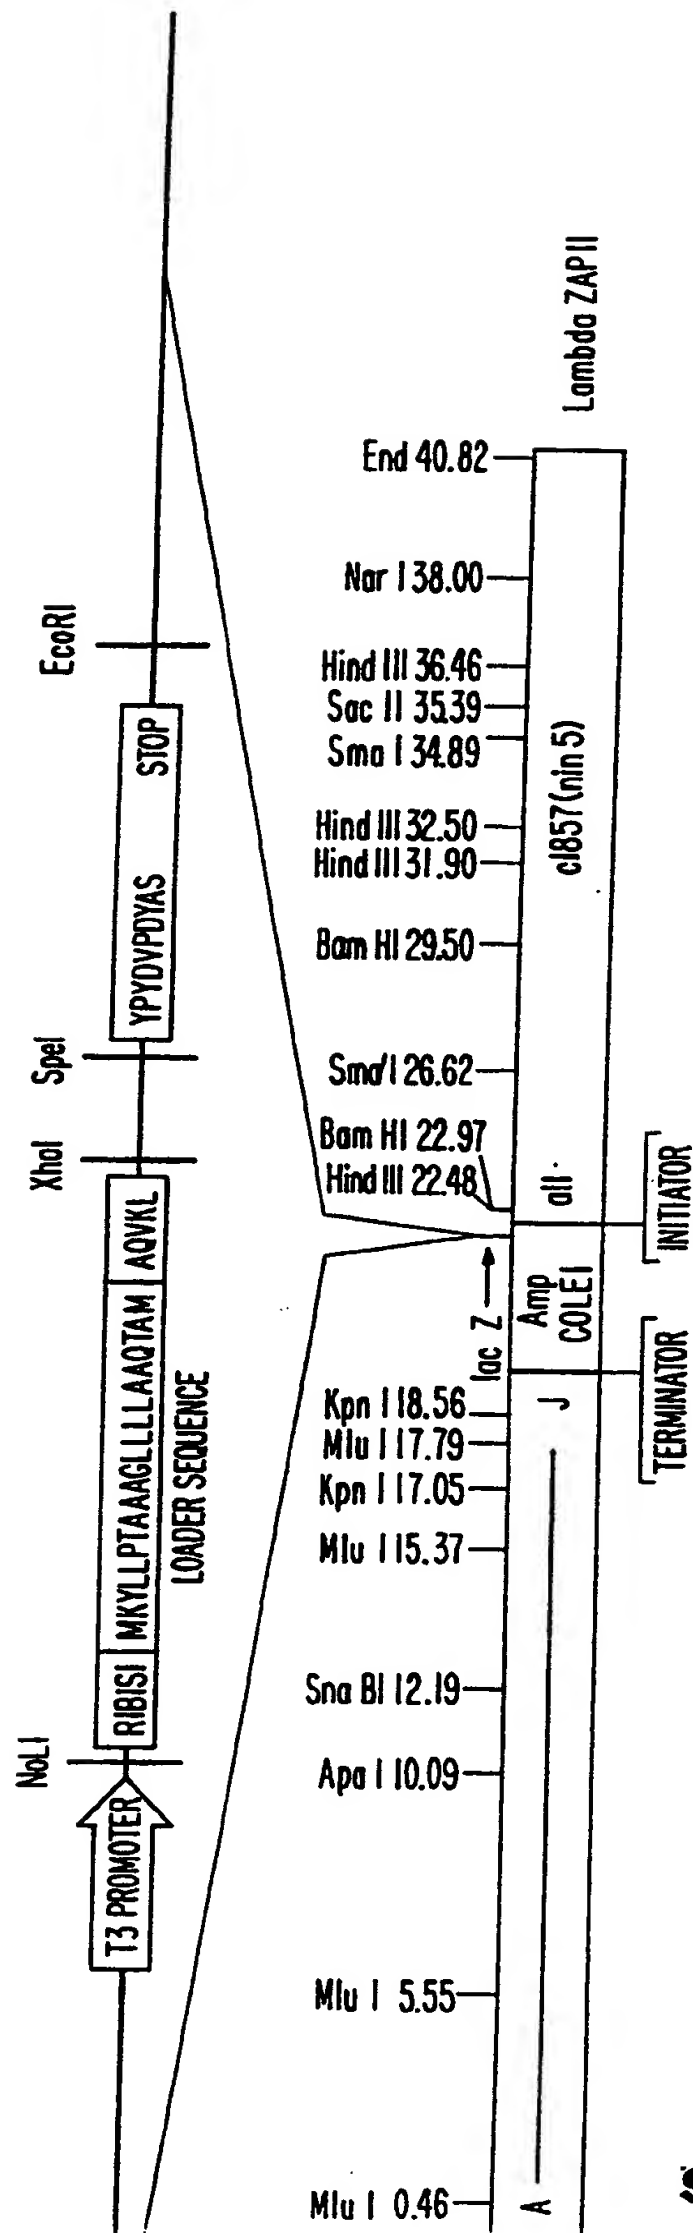 NoLI
XhoI
SpeI
EcoRI
T3 PROMOTER
RIBISI
MKYLLPTAAAGLLLLAAQTAM
AQVKL
YPYDVPDYAS
STOP
LOADER SEQUENCE
Mlu I 0.46
Mlu I 5.55
Apa I 10.09
Sna BI 12.19
Mlu I 15.37
Kpn I 17.05
Mlu I 17.79
Kpn I 18.56
lac Z
Hind III 22.48
Bam HI 22.97
Sma I 26.62
Bam HI 29.50
Hind III 31.90
Hind III 32.50
Sma I 34.89
Sac II 35.39
Hind III 36.46
Nar I 38.00
End 40.82
A
J
Amp
COLEI
att
cI857(nin5)
TERMINATOR
INITIATOR
Lambda ZAPII